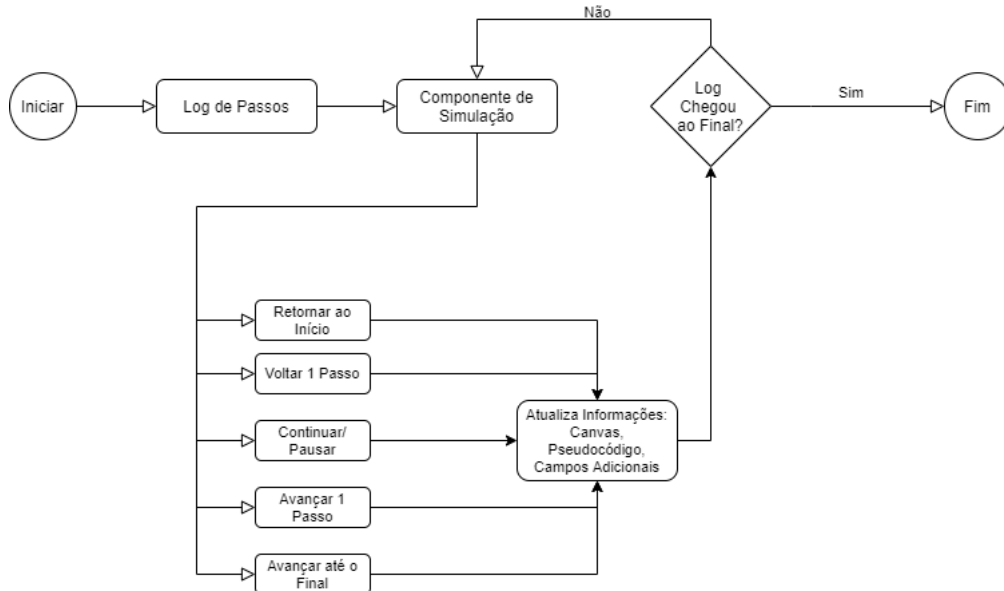 Não
Iniciar
Log de Passos
Componente de
Simulação
Log
Chegou
ao Final?
Sim
Fim
Retornar ao
Início
Voltar 1 Passo
Continuar/
Pausar
Avançar 1
Passo
Avançar até o
Final
Atualiza Informações:
Canvas,
Pseudocódigo,
Campos Adicionais